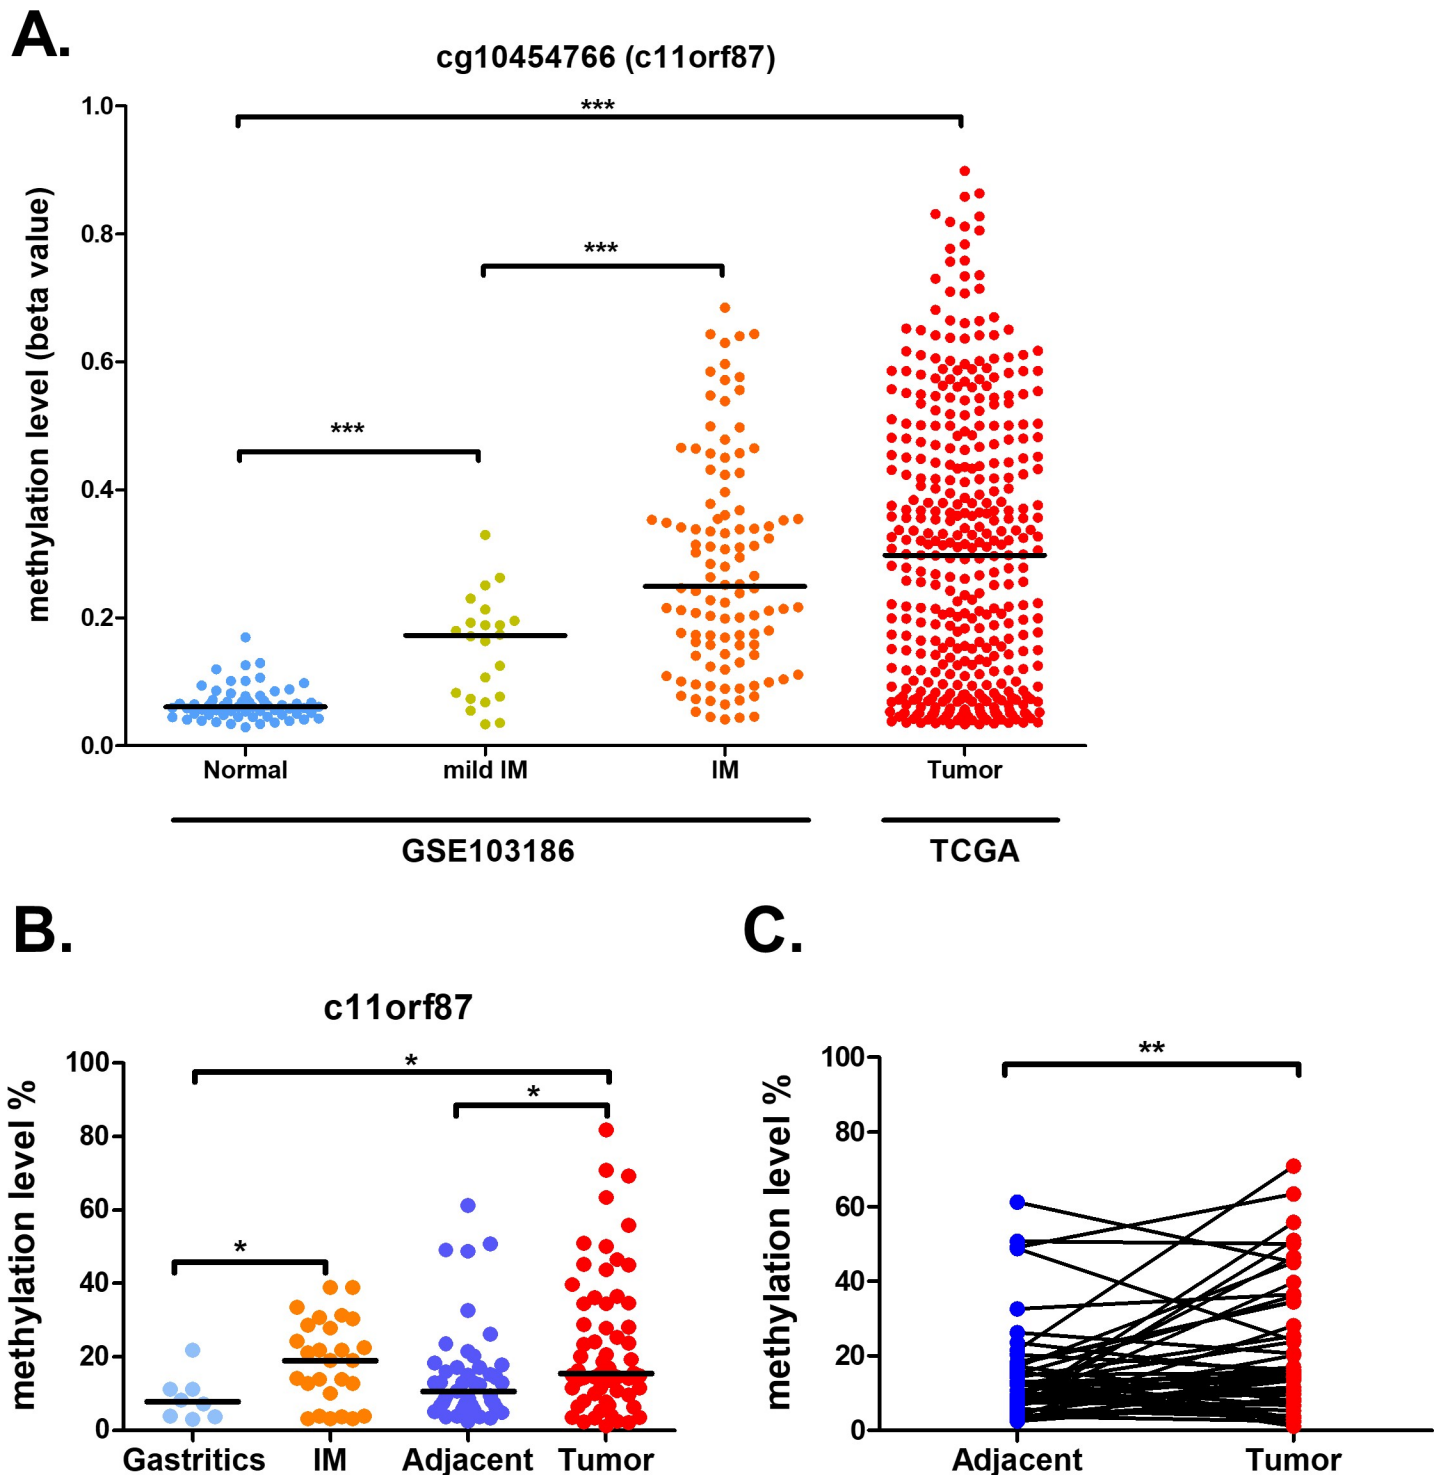 A.
cg10454766 (c11orf87)
methylation level (beta value)
1.0
0.8
0.6
0.4
0.2
0.0
***
***
***
Normal mild IM IM Tumor
GSE103186 TCGA
B.
c11orf87
methylation level %
100
80
60
40
20
0
*
*
*
Gastritics IM Adjacent Tumor
C.
methylation level %
100
80
60
40
20
0
**
Adjacent Tumor